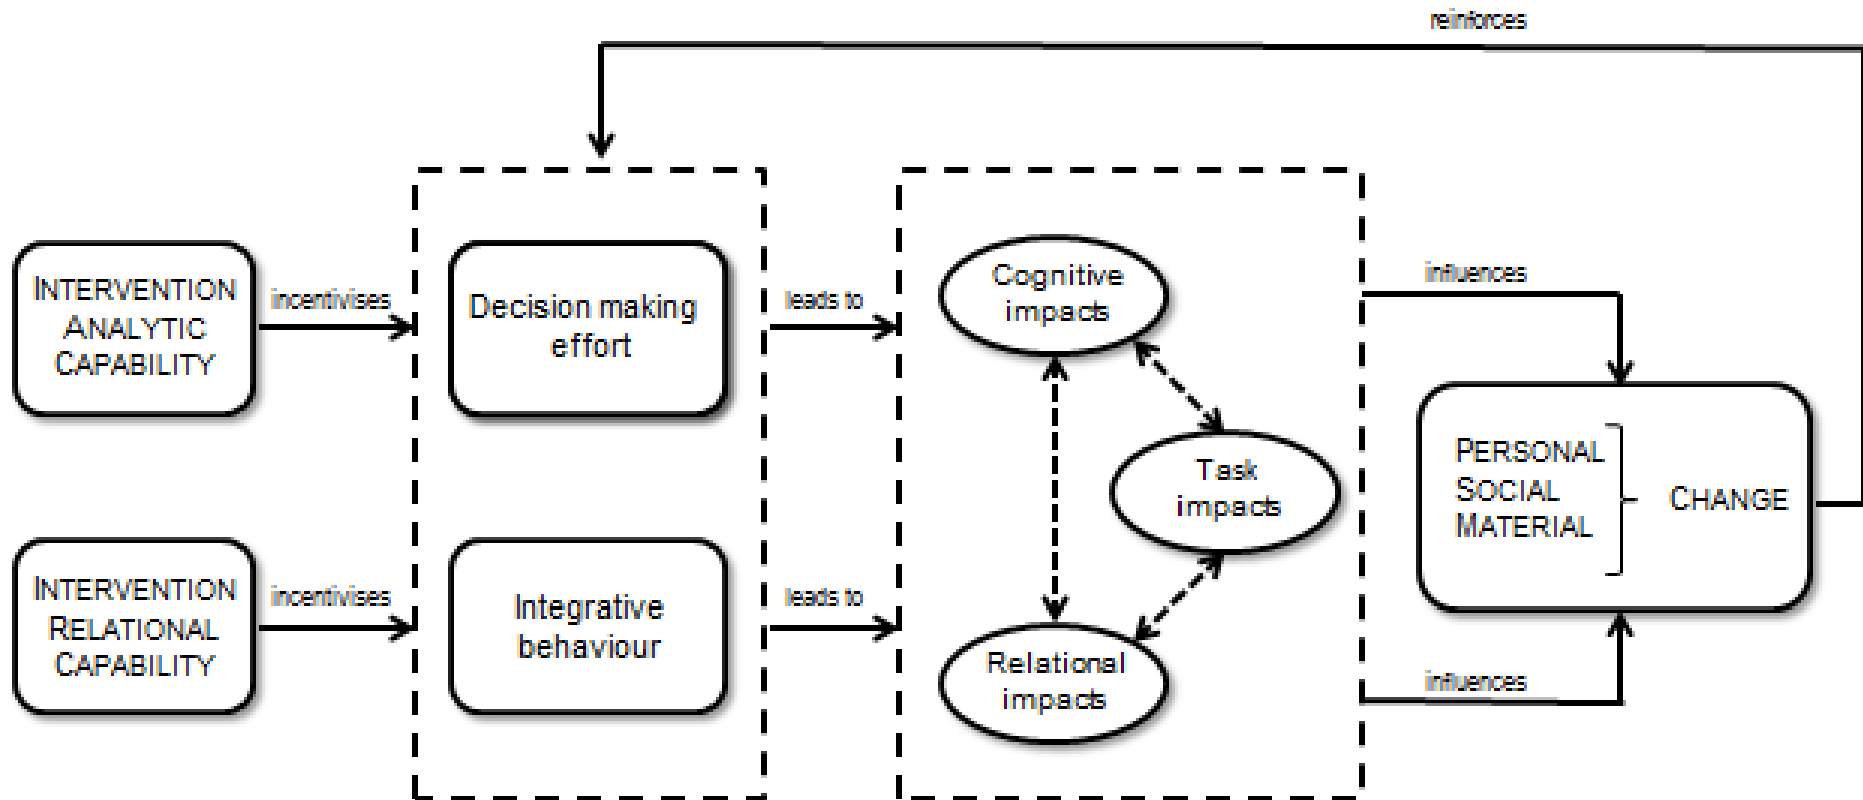 reinforces
INTERVENTION
ANALYTIC
CAPABILITY
incentivises
Decision making
effort
leads to
Cognitive
impacts
influences
Task
impacts
PERSONAL
SOCIAL
MATERIAL
CHANGE
INTERVENTION
RELATIONAL
CAPABILITY
incentivises
Integrative
behaviour
leads to
Relational
impacts
influences